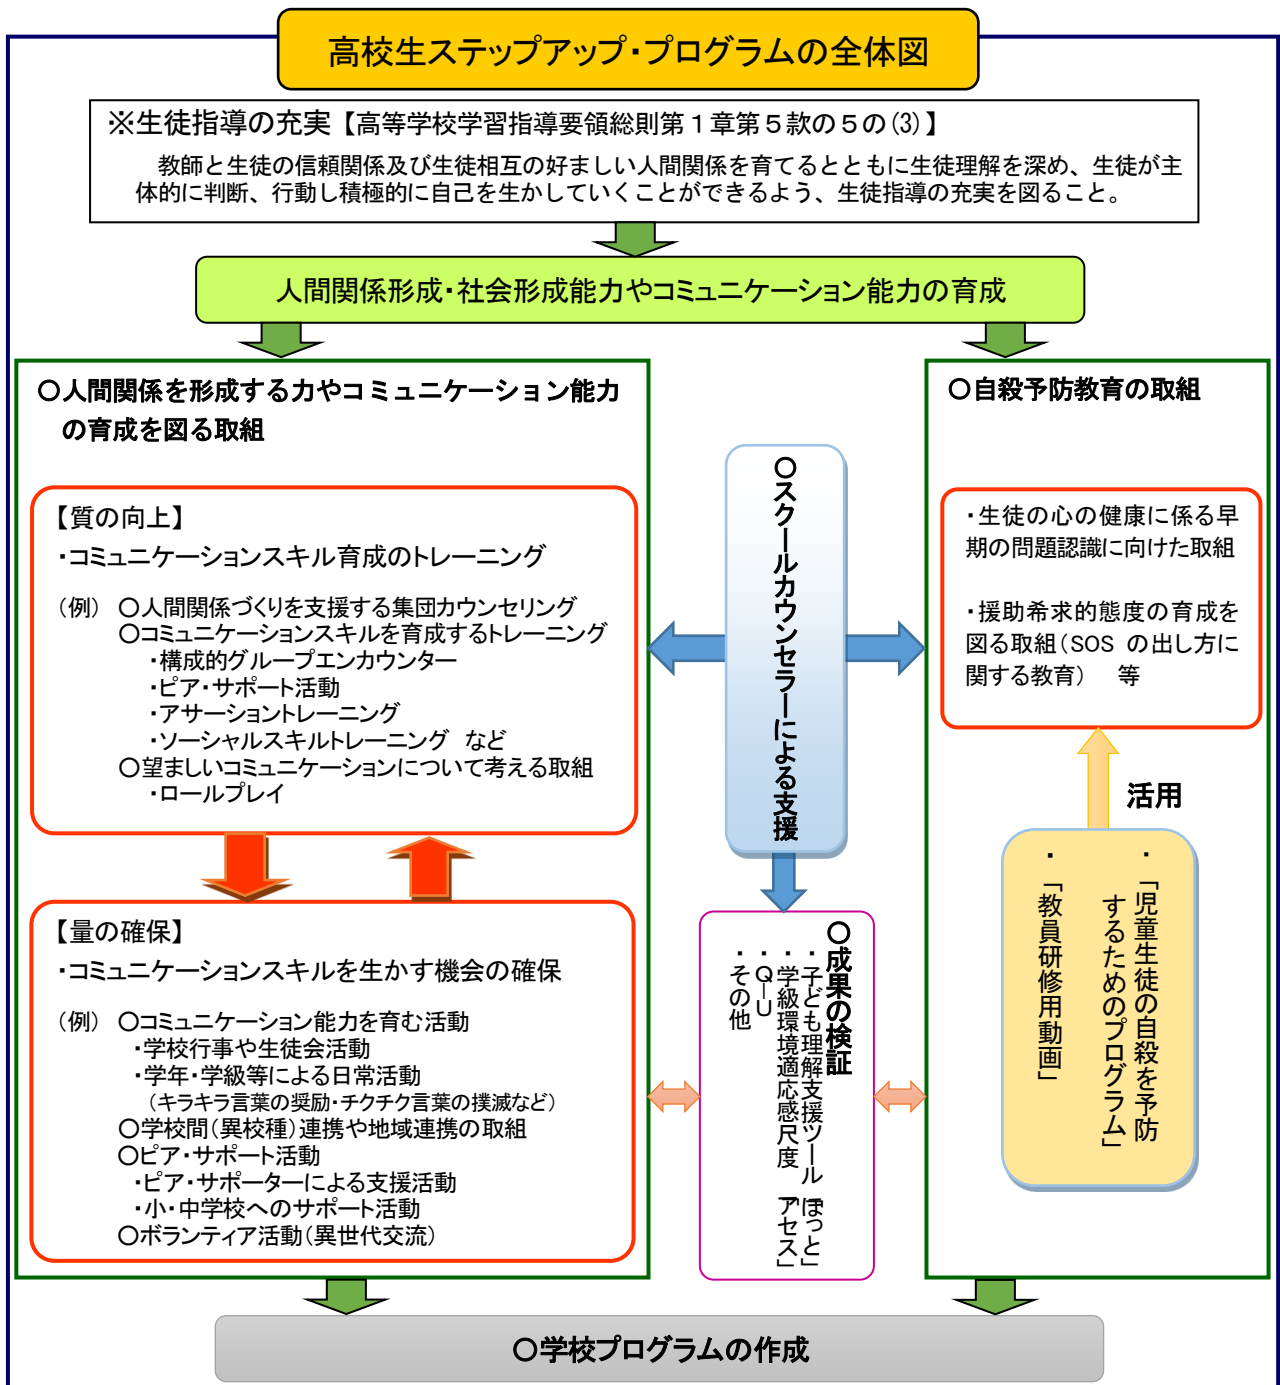 高校生ステップアップ・プログラムの全体図
※生徒指導の充実【高等学校学習指導要領総則第１章第５款の５の(3)】
教師と生徒の信頼関係及び生徒相互の好ましい人間関係を育てるとともに生徒理解を深め、生徒が主
体的に判断、行動し積極的に自己を生かしていくことができるよう、生徒指導の充実を図ること。
人間関係形成・社会形成能力やコミュニケーション能力の育成
○人間関係を形成する力やコミュニケーション能力
の育成を図る取組
【質の向上】
・コミュニケーションスキル育成のトレーニング
（例） ○人間関係づくりを支援する集団カウンセリング
○コミュニケーションスキルを育成するトレーニング
・構成的グループエンカウンター
・ピア・サポート活動
・アサーショントレーニング
・ソーシャルスキルトレーニング など
○望ましいコミュニケーションについて考える取組
・ロールプレイ
【量の確保】
・コミュニケーションスキルを生かす機会の確保
（例） ○コミュニケーション能力を育む活動
・学校行事や生徒会活動
・学年・学級等による日常活動
（キラキラ言葉の奨励・チクチク言葉の撲滅など）
○学校間（異校種）連携や地域連携の取組
○ピア・サポート活動
・ピア・サポーターによる支援活動
・小・中学校へのサポート活動
○ボランティア活動（異世代交流）
○スクールカウンセラーによる支援
○成果の検証
・子ども理解支援ツール「ほっと」
・学級環境適応感尺度「アセス」
・Q－U
・その他
○自殺予防教育の取組
・生徒の心の健康に係る早
期の問題認識に向けた取組
・援助希求的態度の育成を
図る取組（SOS の出し方に
関する教育） 等
活用
・「児童生徒の自殺を予防
するためのプログラム」
・「教員研修用動画」
○学校プログラムの作成